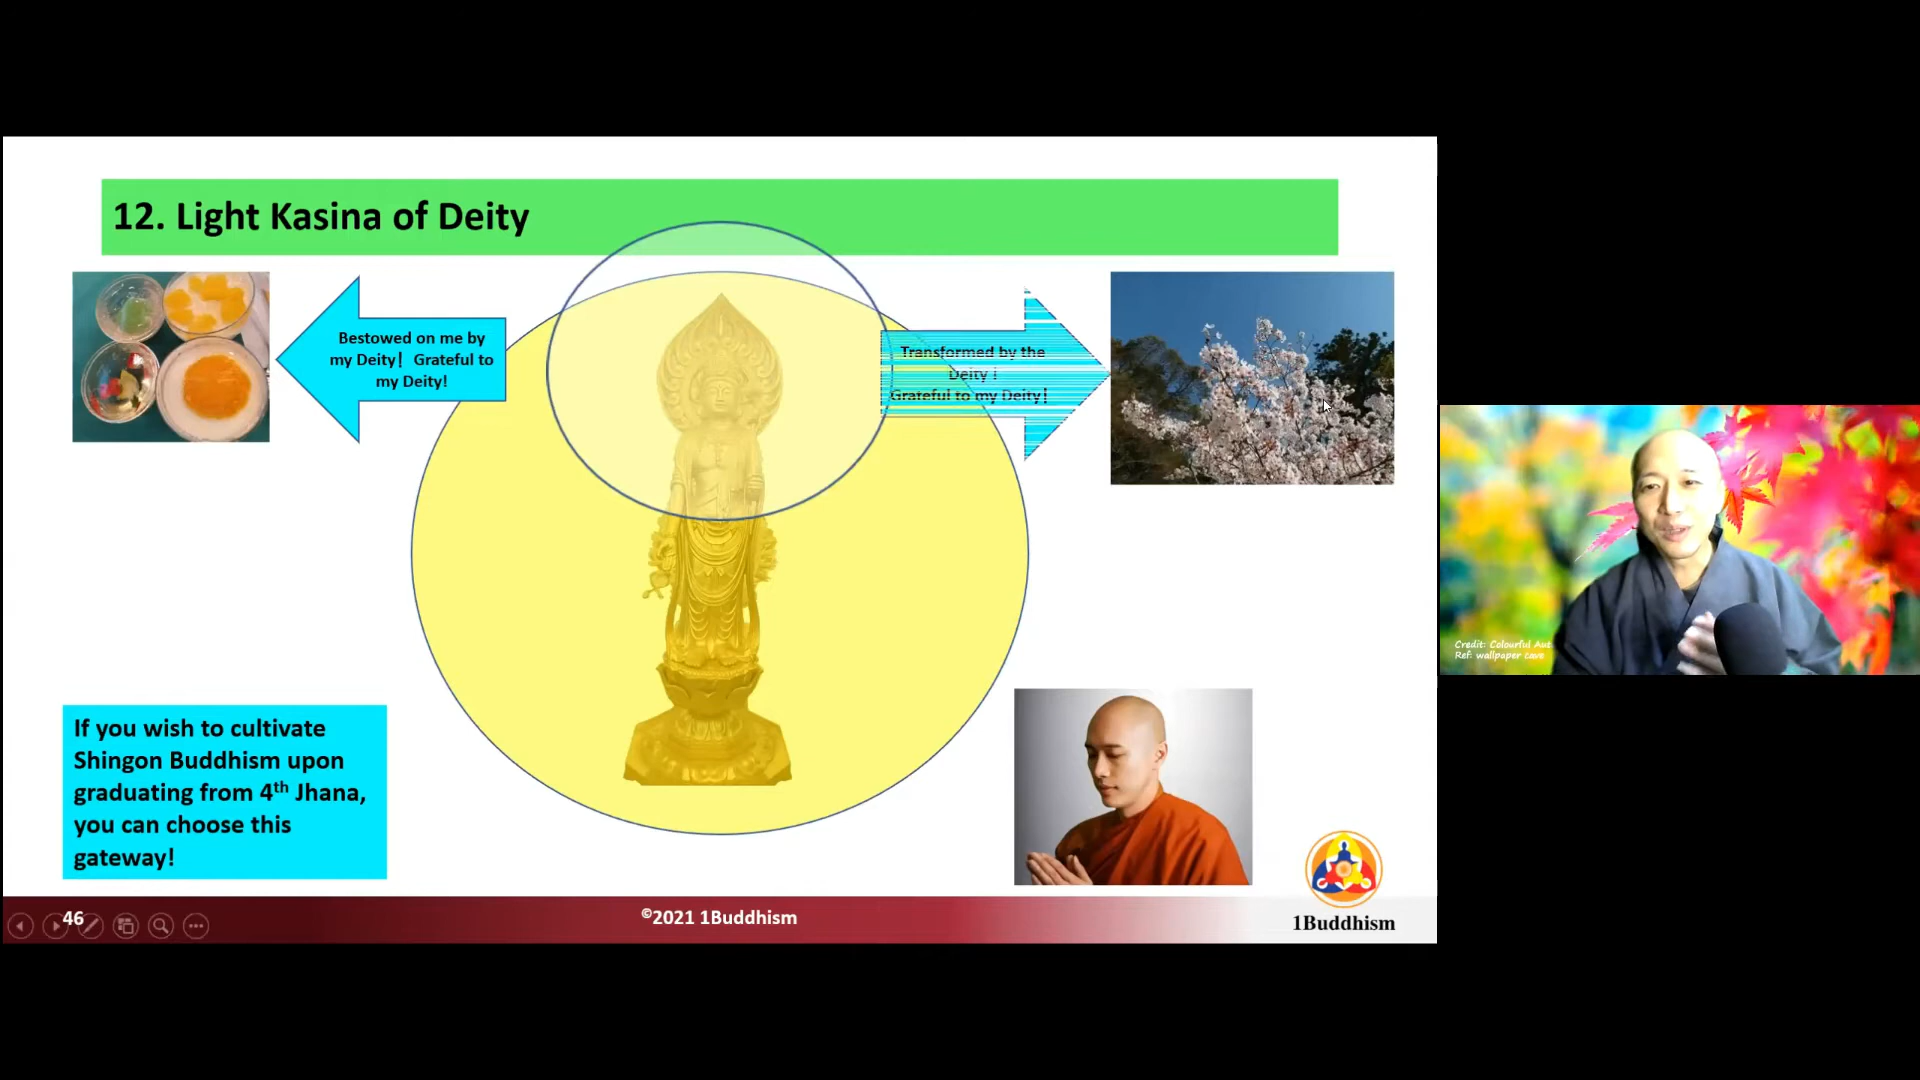 12. Light Kasina of Deity
Bestowed on me by
my Deity! Grateful to
my Deity!
Transformed by the
Deity !
Grateful to my Deity!
If you wish to cultivate
Shingon Buddhism upon
graduating from 4th Jhana,
you can choose this
gateway!
Credit: Colourful Aut
Ref: wallpaper cave
46
©2021 1Buddhism
1Buddhism